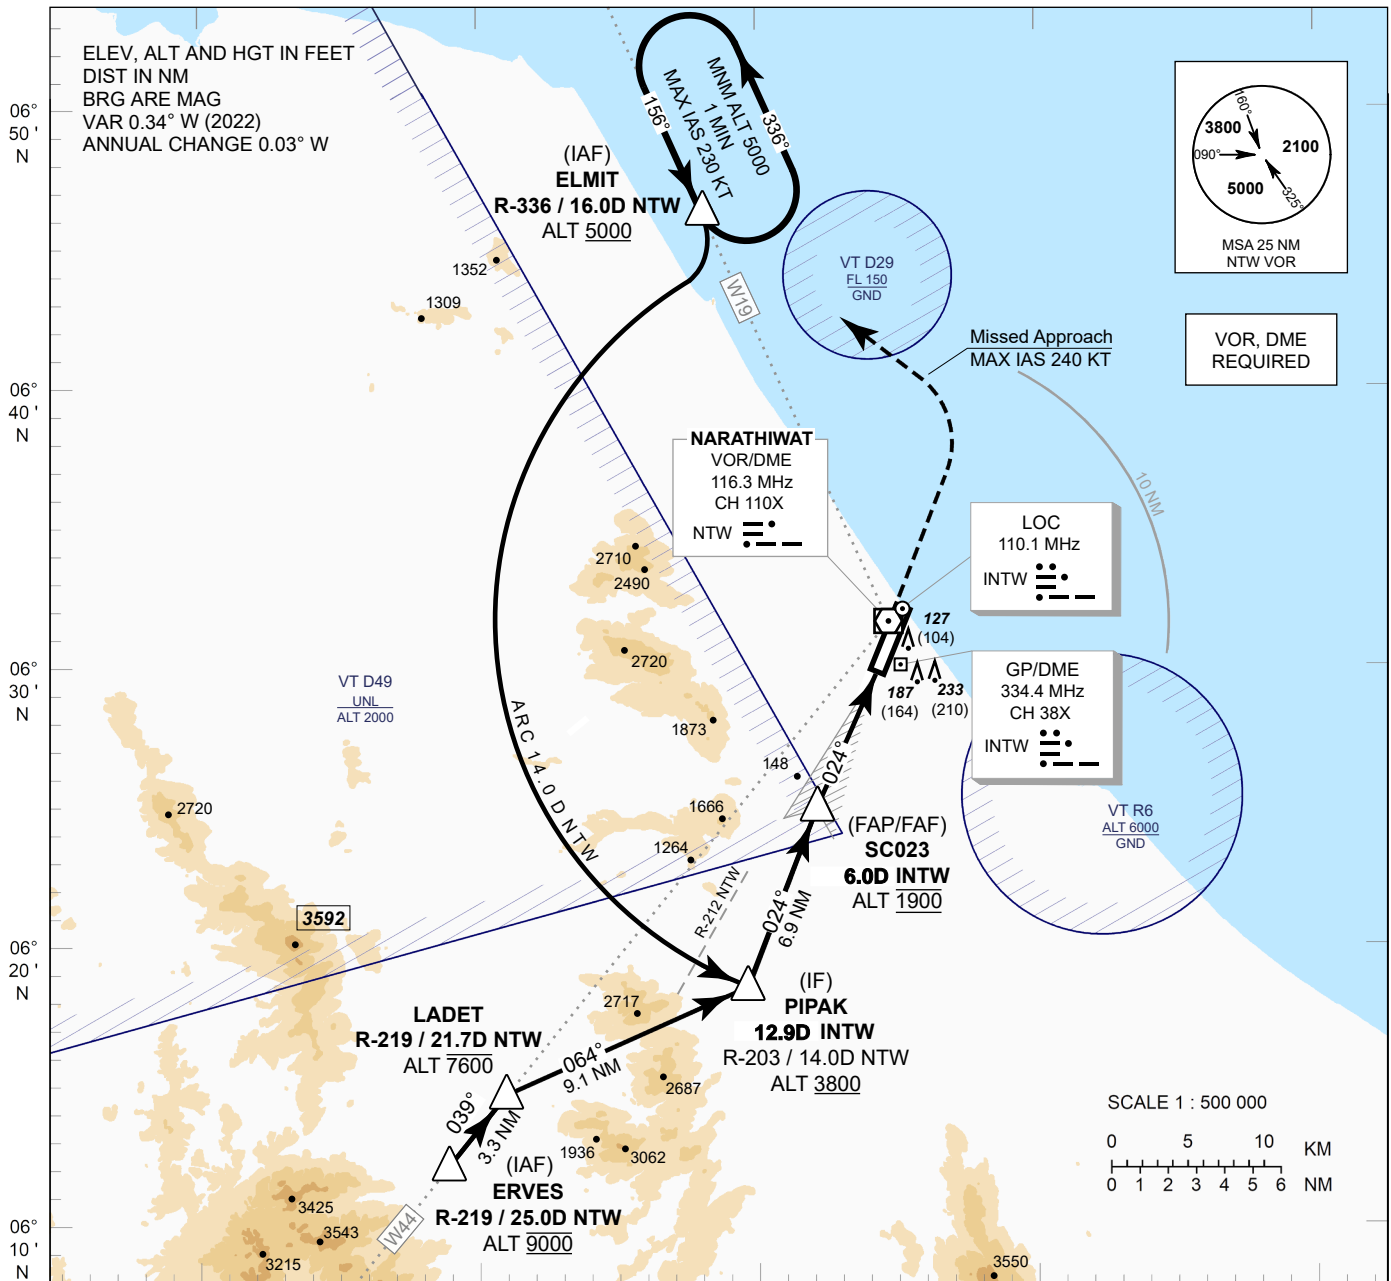 ELEV, ALT AND HGT IN FEET
DIST IN NM
BRG ARE MAG
VAR 0.34° W (2022)
ANNUAL CHANGE 0.03° W
06°
50 '
N
06°
40 '
N
06°
30 '
N
06°
20 '
N
06°
10 '
N
156°
MAX IAS 230 KT
1 MIN
MNM ALT 5000
336°
(IAF)
ELMIT
R-336 / 16.0D NTW
ALT 5000
160°
3800
2100
090°
5000
325°
MSA 25 NM
NTW VOR
VOR, DME
REQUIRED
1352
1309
W19
VT D29
FL 150
GND
Missed Approach
MAX IAS 240 KT
10 NM
NARATHIWAT
VOR/DME
116.3 MHz
CH 110X
NTW
LOC
110.1 MHz
INTW
127
(104)
GP/DME
334.4 MHz
CH 38X
INTW
187
(164)
233
(210)
2710
2490
2720
1873
VT D49
UNL
ALT 2000
ARC 14.0 D NTW
148
024°
1666
1264
2720
VT R6
ALT 6000
GND
(FAP/FAF)
SC023
6.0D INTW
ALT 1900
R-212 NTW
024°
6.9 NM
3592
(IF)
PIPAK
12.9D INTW
R-203 / 14.0D NTW
ALT 3800
2717
LADET
R-219 / 21.7D NTW
ALT 7600
064°
9.1 NM
2687
039°
3.3 NM
1936
3062
(IAF)
ERVES
R-219 / 25.0D NTW
ALT 9000
W44
3425
3543
3215
3550
SCALE 1 : 500 000
0 5 10 KM
0 1 2 3 4 5 6 NM